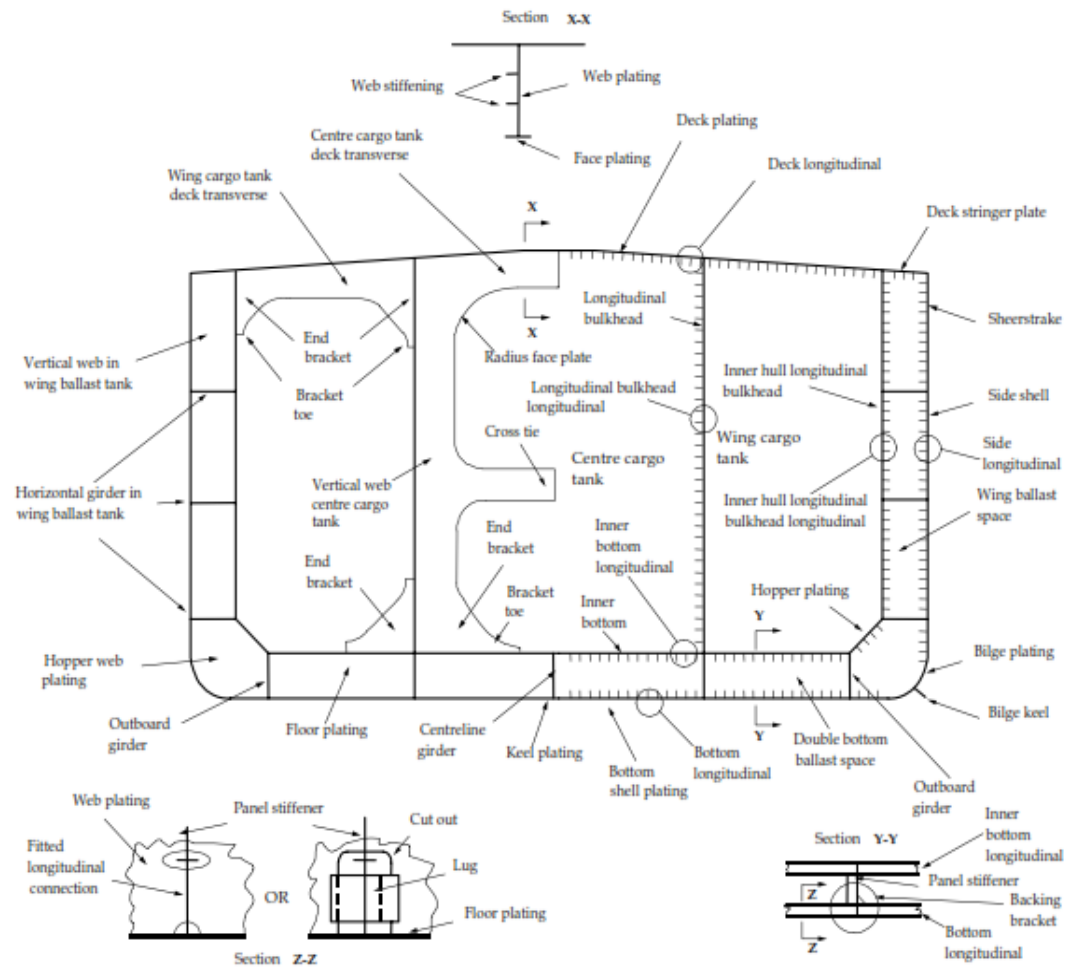 Section X-X
Web stiffening
Web plating
Face plating
Centre cargo tank
deck transverse
Deck plating
Deck longitudinal
Wing cargo tank
deck transverse
Deck stringer plate
X
X
End
bracket
Radius face plate
Longitudinal
bulkhead
Sheerstrake
Vertical web in
wing ballast tank
Bracket
toe
Longitudinal bulkhead
longitudinal
Inner hull longitudinal
bulkhead
Side shell
Cross tie
Centre cargo
tank
Wing cargo
tank
Side
longitudinal
Horizontal girder in
wing ballast tank
Vertical web
centre cargo
tank
Inner hull longitudinal
bulkhead longitudinal
Wing ballast
space
End
bracket
End
bracket
Inner
bottom
longitudinal
Bracket
toe
Inner
bottom
Hopper plating
Y
Hopper web
plating
Bilge plating
Outboard
girder
Floor plating
Centreline
girder
Keel plating
Bottom
shell plating
Bottom
longitudinal
Y
Double bottom
ballast space
Bilge keel
Outboard
girder
Web plating
Panel stiffener
Cut out
Fitted
longitudinal
connection
OR
Lug
Floor plating
Section Z-Z
Section Y-Y
Inner
bottom
longitudinal
Panel stiffener
Z
Backing
bracket
Z
Bottom
longitudinal